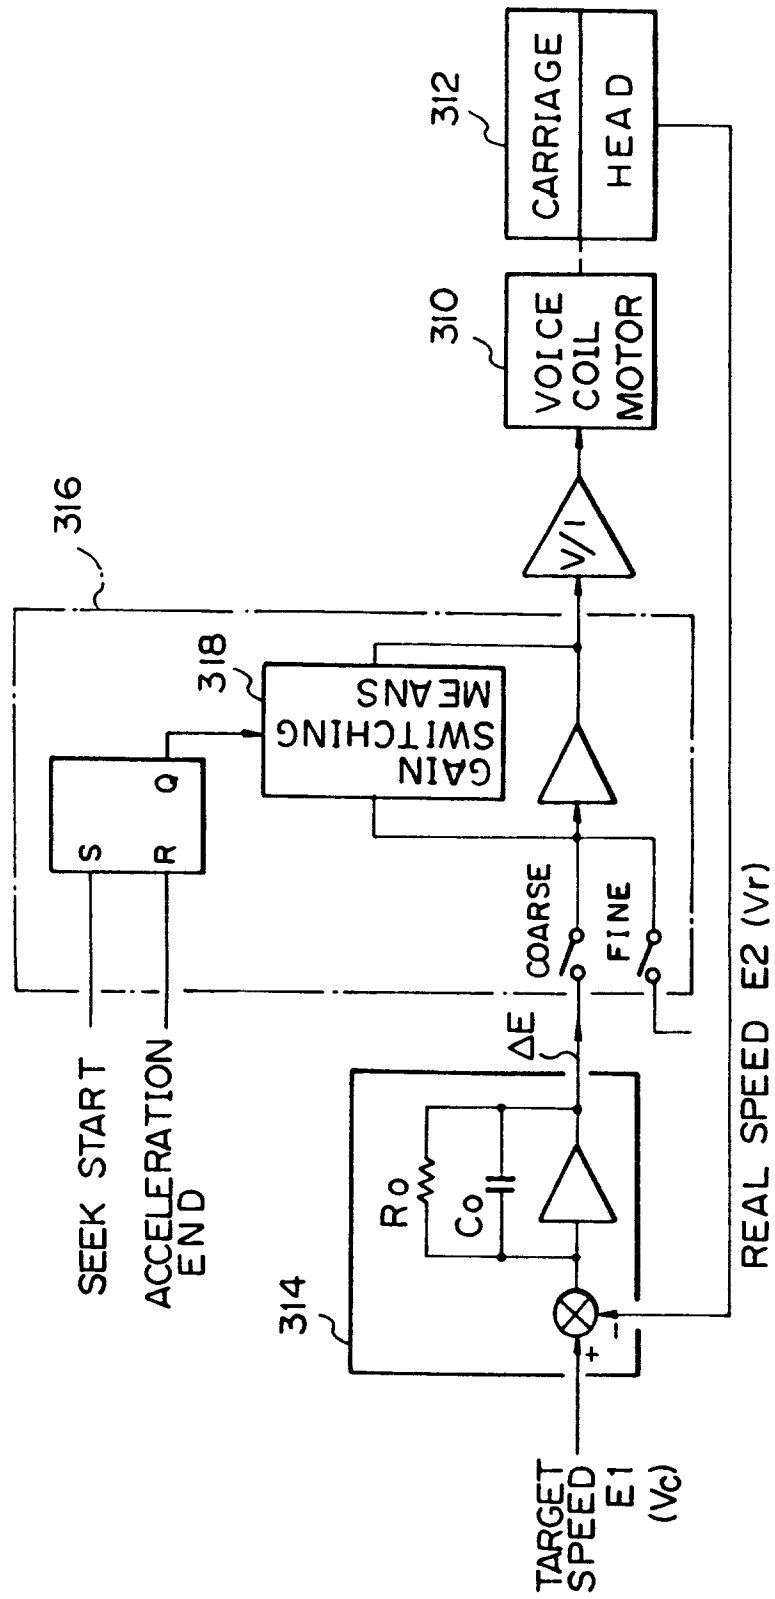 SEEK START
ACCELERATION
END
S
R
Q
316
318
GAIN
SWITCHING
MEANS
314
Ro
Co
ΔE
COARSE
FINE
TARGET
SPEED
E1
(Vc)
+
-
V/I
310
VOICE
COIL
MOTOR
312
CARRIAGE
HEAD
REAL SPEED E2 (Vr)